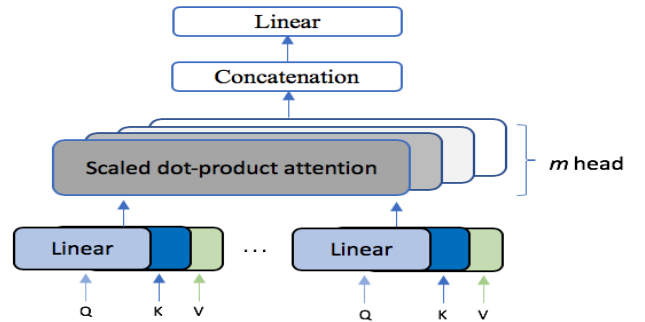 Linear
Concatenation
Scaled dot-product attention
m head
Linear ... Linear
Q K V Q K V